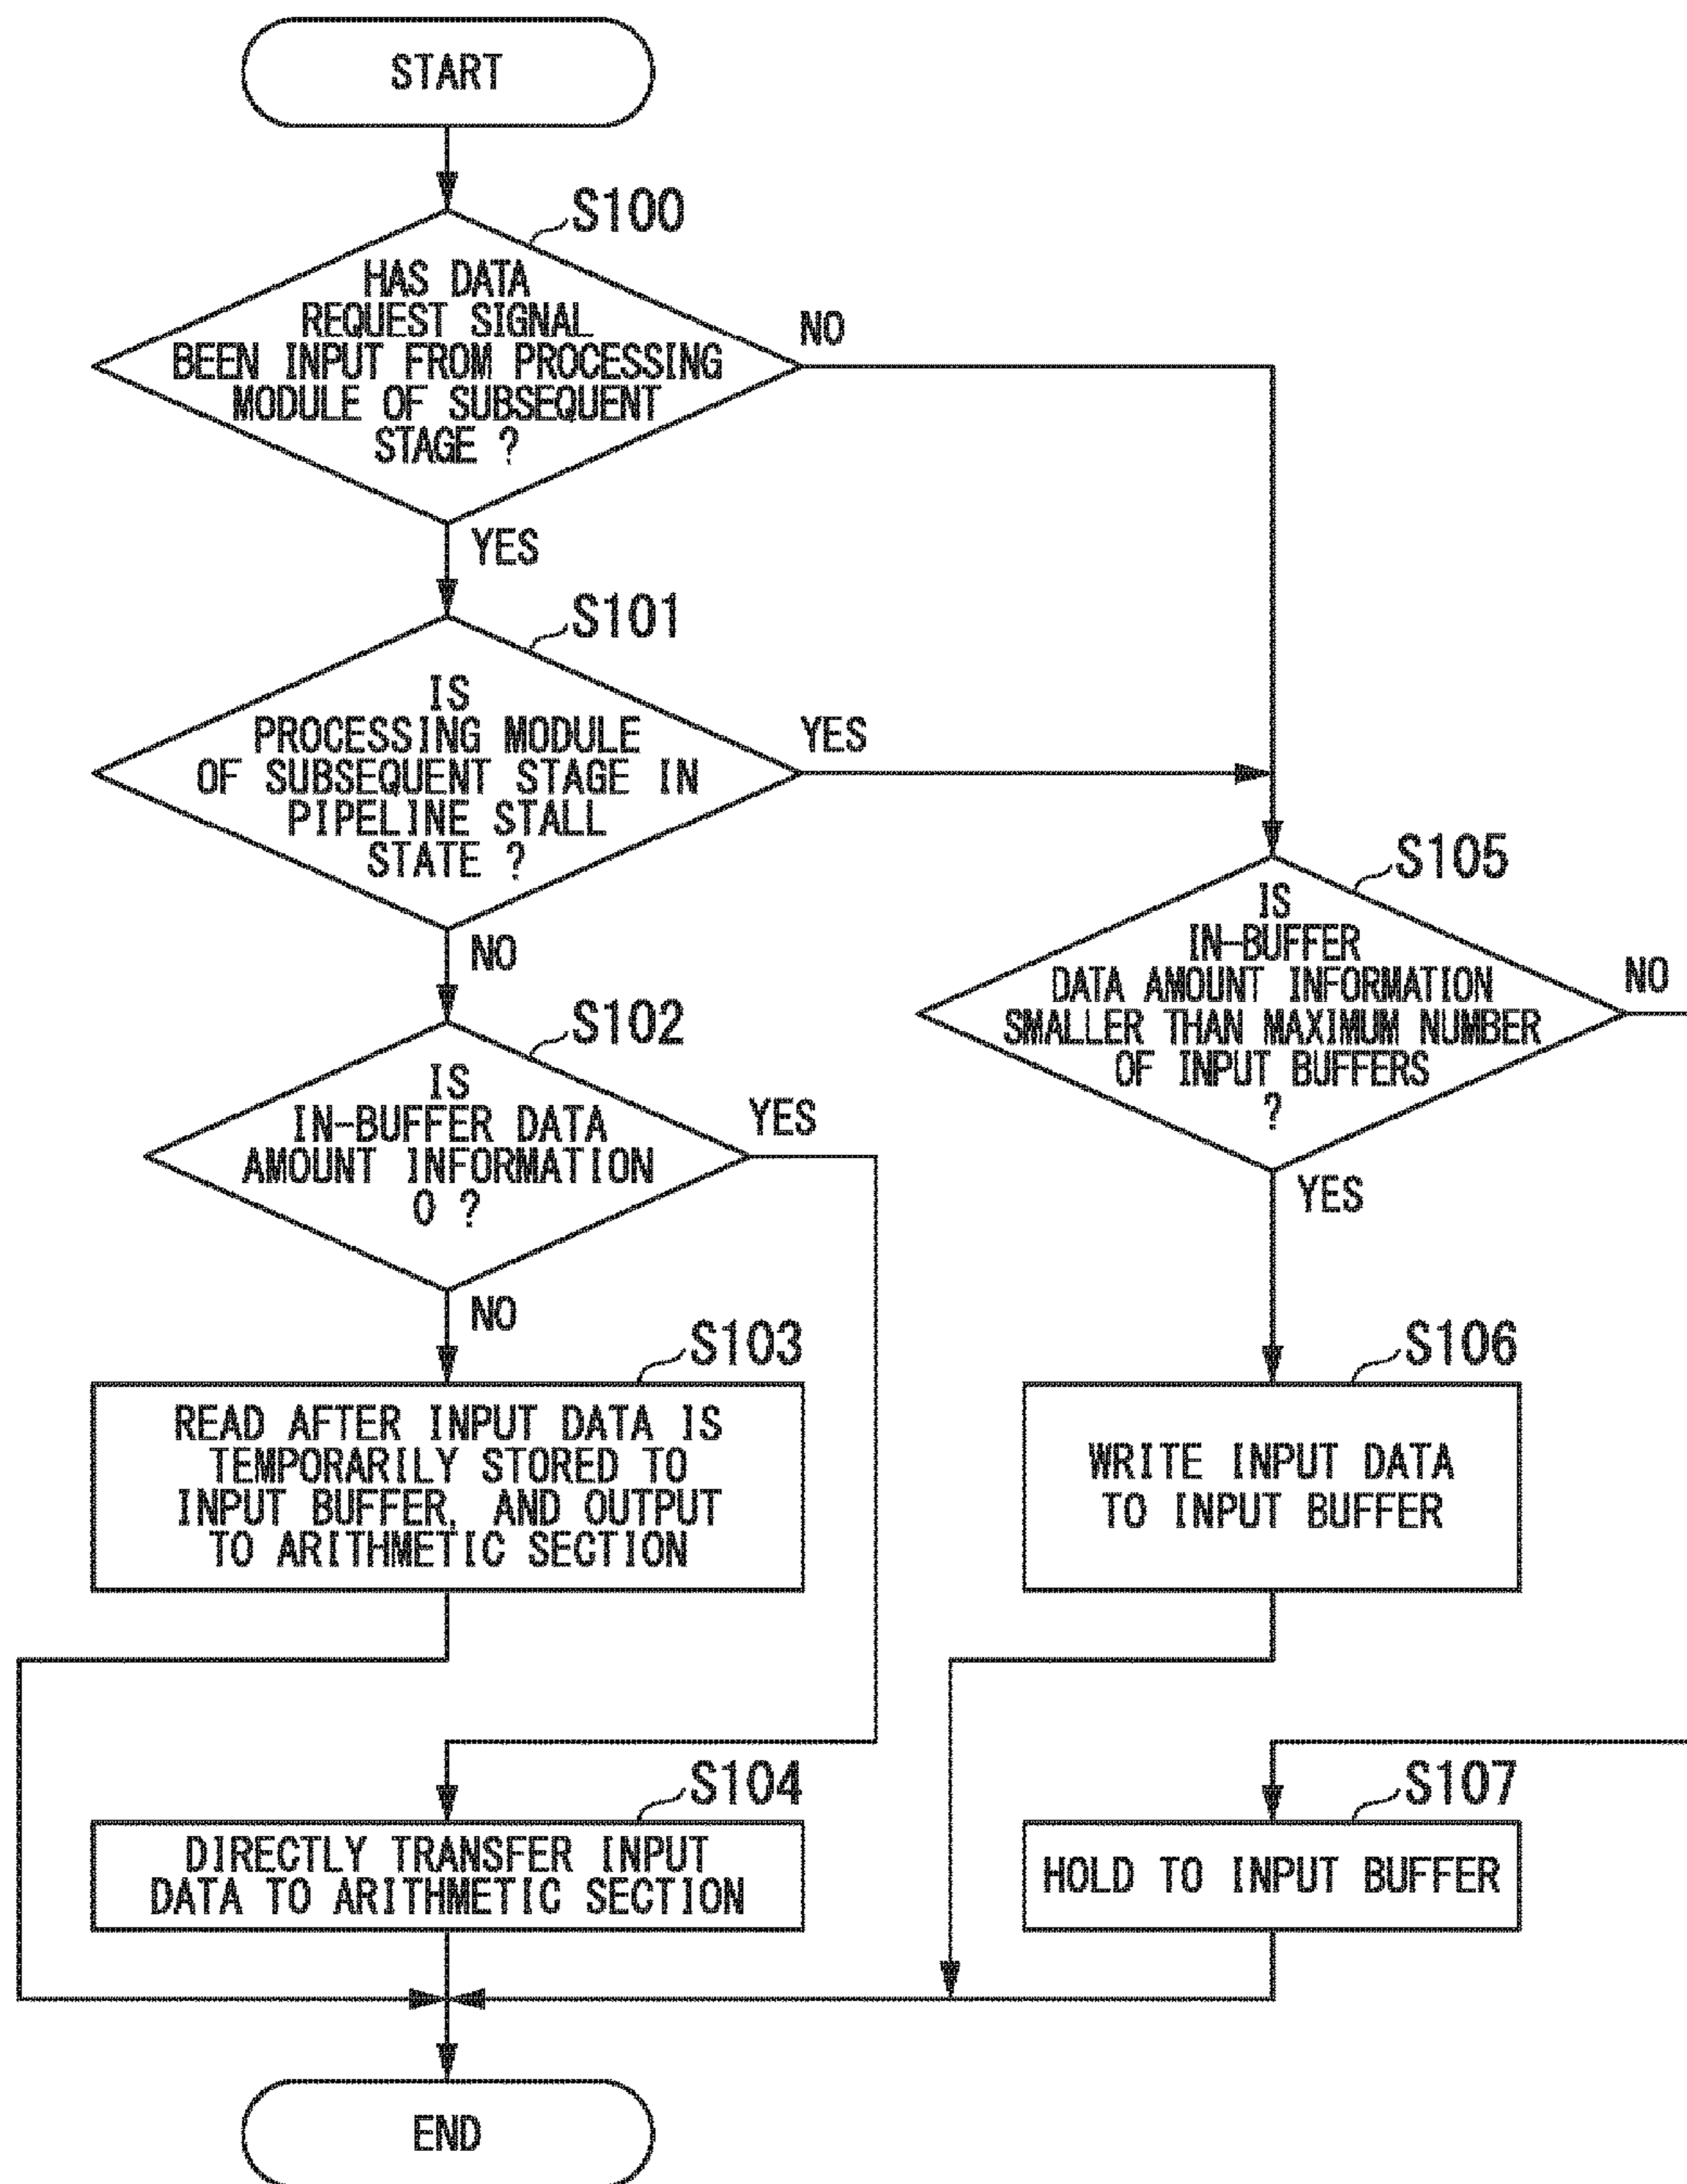 START
S100
HAS DATA
REQUEST SIGNAL
BEEN INPUT FROM PROCESSING
MODULE OF SUBSEQUENT
STAGE ?
NO
YES
S101
IS
PROCESSING MODULE
OF SUBSEQUENT STAGE IN
PIPELINE STALL
STATE ?
YES
NO
S102
IS
IN-BUFFER DATA
AMOUNT INFORMATION
0 ?
YES
NO
S105
IS
IN-BUFFER
DATA AMOUNT INFORMATION
SMALLER THAN MAXIMUM NUMBER
OF INPUT BUFFERS
?
NO
YES
S103
READ AFTER INPUT DATA IS
TEMPORARILY STORED TO
INPUT BUFFER, AND OUTPUT
TO ARITHMETIC SECTION
S106
WRITE INPUT DATA
TO INPUT BUFFER
S104
DIRECTLY TRANSFER INPUT
DATA TO ARITHMETIC SECTION
S107
HOLD TO INPUT BUFFER
END